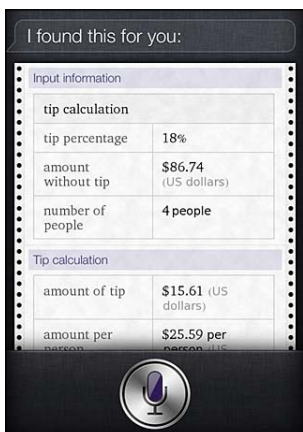 I found this for you:
Input information
tip calculation
tip percentage 18%
amount without tip $86.74 (US dollars)
number of people 4 people
Tip calculation
amount of tip $15.61 (US dollars)
amount per person $25.59 per person (US